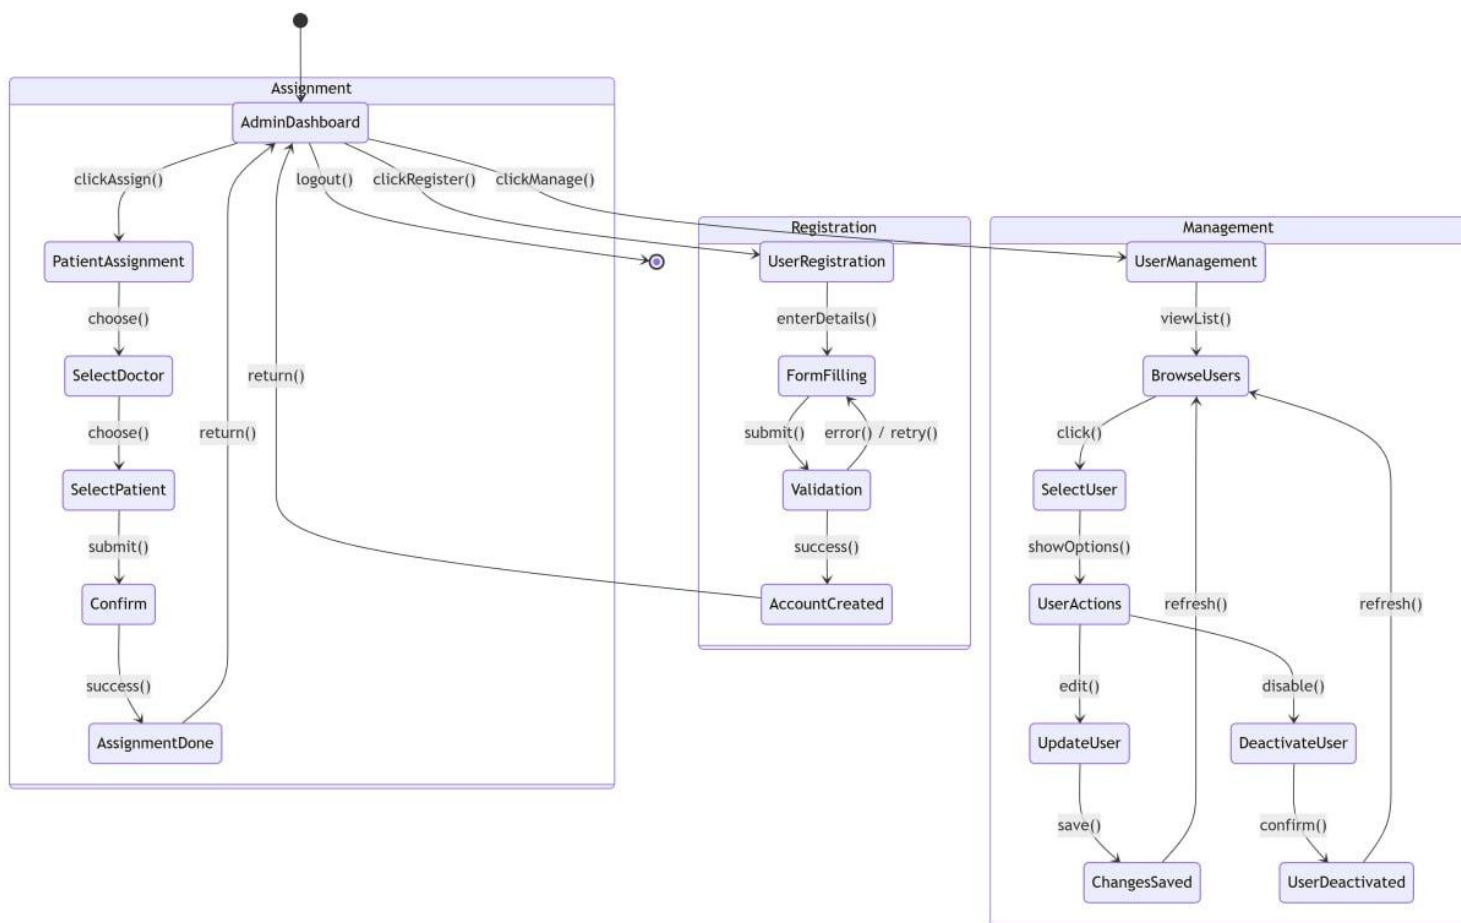 Assignment
AdminDashboard
clickAssign()
logout()
clickRegister()
clickManage()
PatientAssignment
choose()
SelectDoctor
choose()
SelectPatient
submit()
Confirm
success()
AssignmentDone
return()
return()
Registration
UserRegistration
enterDetails()
FormFilling
submit()
error() / retry()
Validation
success()
AccountCreated
Management
UserManagement
viewList()
BrowseUsers
click()
SelectUser
showOptions()
UserActions
refresh()
refresh()
edit()
disable()
UpdateUser
DeactivateUser
save()
confirm()
ChangesSaved
UserDeactivated